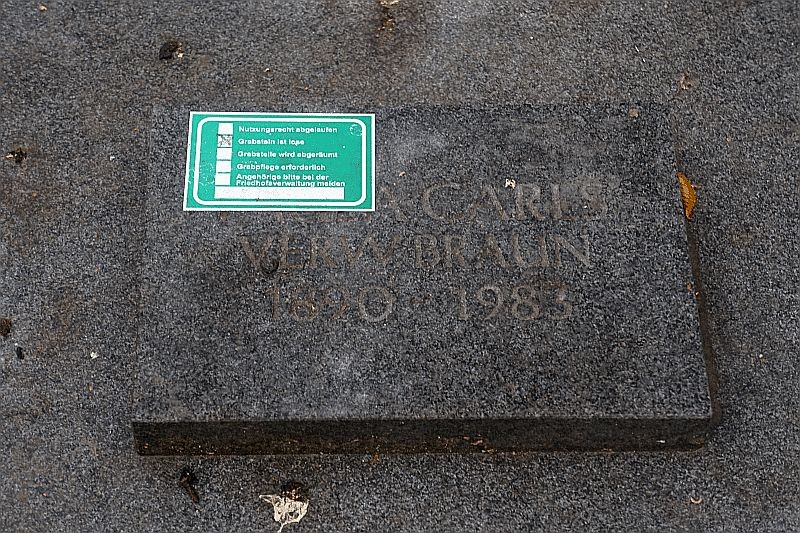 Nutzungsrecht abgelaufen
Grabstein ist lose
Grabstelle wird abgeräumt
Grabpflege erforderlich
Angehörige bitte bei der
Friedhofsverwaltung melden
CARLS
VERW. BRAUN
1890 - 1983